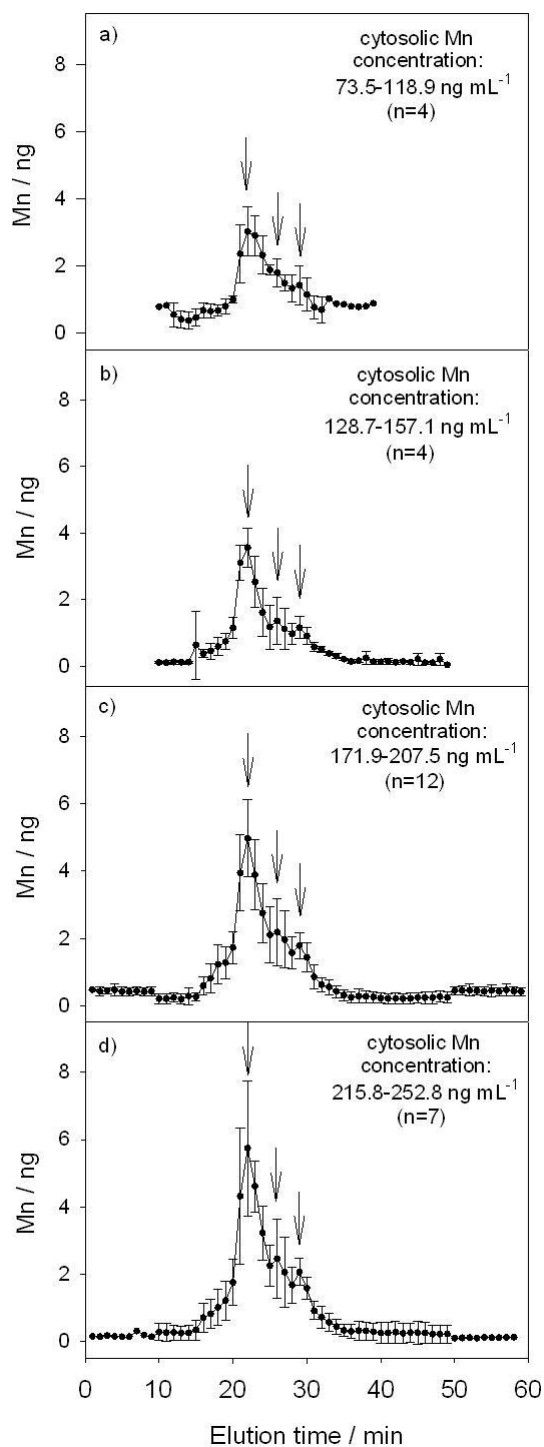 a)
cytosolic Mn
concentration:
73.5-118.9 ng mL⁻¹
(n=4)
8
6
4
2
0
Mn / ng
b)
cytosolic Mn
concentration:
128.7-157.1 ng mL⁻¹
(n=4)
8
6
4
2
0
Mn / ng
c)
cytosolic Mn
concentration:
171.9-207.5 ng mL⁻¹
(n=12)
8
6
4
2
0
Mn / ng
d)
cytosolic Mn
concentration:
215.8-252.8 ng mL⁻¹
(n=7)
8
6
4
2
0
Mn / ng
0 10 20 30 40 50 60
Elution time / min